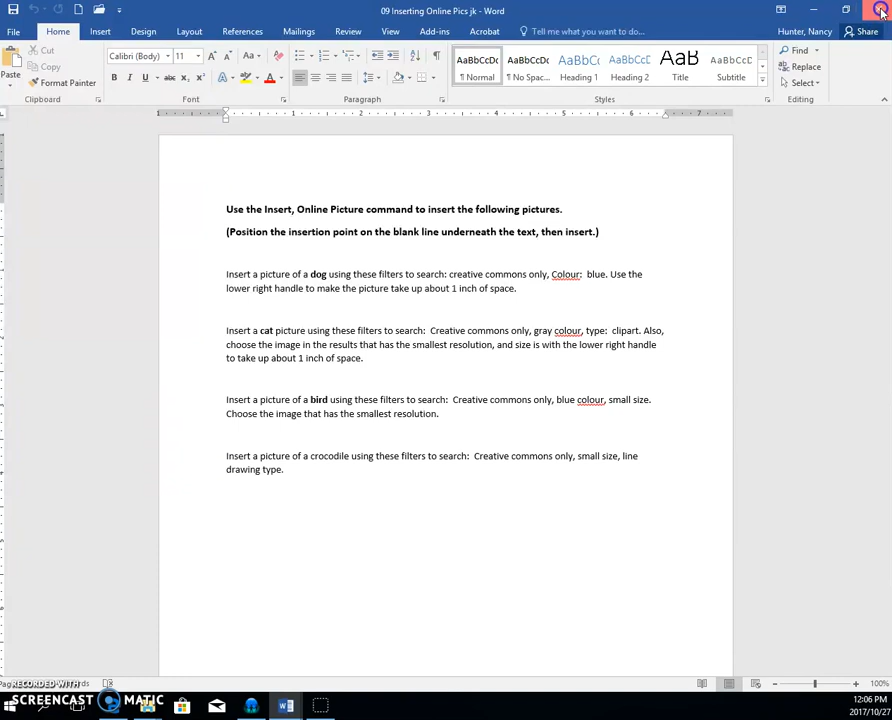 09 Inserting Online Pics jk - Word
File Home Insert Design Layout References Mailings Review View Add-ins Acrobat Tell me what you want to do... Hunter, Nancy Share
Paste
Cut
Copy
Format Painter
Clipboard
Calibri (Body) 11
Font
Paragraph
AaBbCcDc AaBbCcDc AaBbCc AaBbCcC AaB AaBbCcC
¶ Normal ¶ No Spac... Heading 1 Heading 2 Title Subtitle
Styles
Find
Replace
Select
Editing
1 1 2 3 4 5 6 7
Use the Insert, Online Picture command to insert the following pictures.
(Position the insertion point on the blank line underneath the text, then insert.)
Insert a picture of a dog using these filters to search: creative commons only, Colour: blue. Use the
lower right handle to make the picture take up about 1 inch of space.
Insert a cat picture using these filters to search: Creative commons only, gray colour, type: clipart. Also,
choose the image in the results that has the smallest resolution, and size is with the lower right handle
to take up about 1 inch of space.
Insert a picture of a bird using these filters to search: Creative commons only, blue colour, small size.
Choose the image that has the smallest resolution.
Insert a picture of a crocodile using these filters to search: Creative commons only, small size, line
drawing type.
100%
RECORDED WITH
SCREENCAST MATIC
12:06 PM
2017/10/27